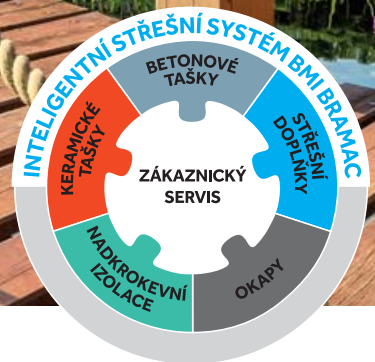 INTELIGENTNÍ STŘEŠNÍ SYSTÉM BMI BRAMAC
BETONOVÉ
TAŠKY
STŘEŠNÍ
DOPLŇKY
KERAMICKÉ
TAŠKY
ZÁKAZNICKÝ
SERVIS
NADKROKEVNÍ
IZOLACE
OKAPY